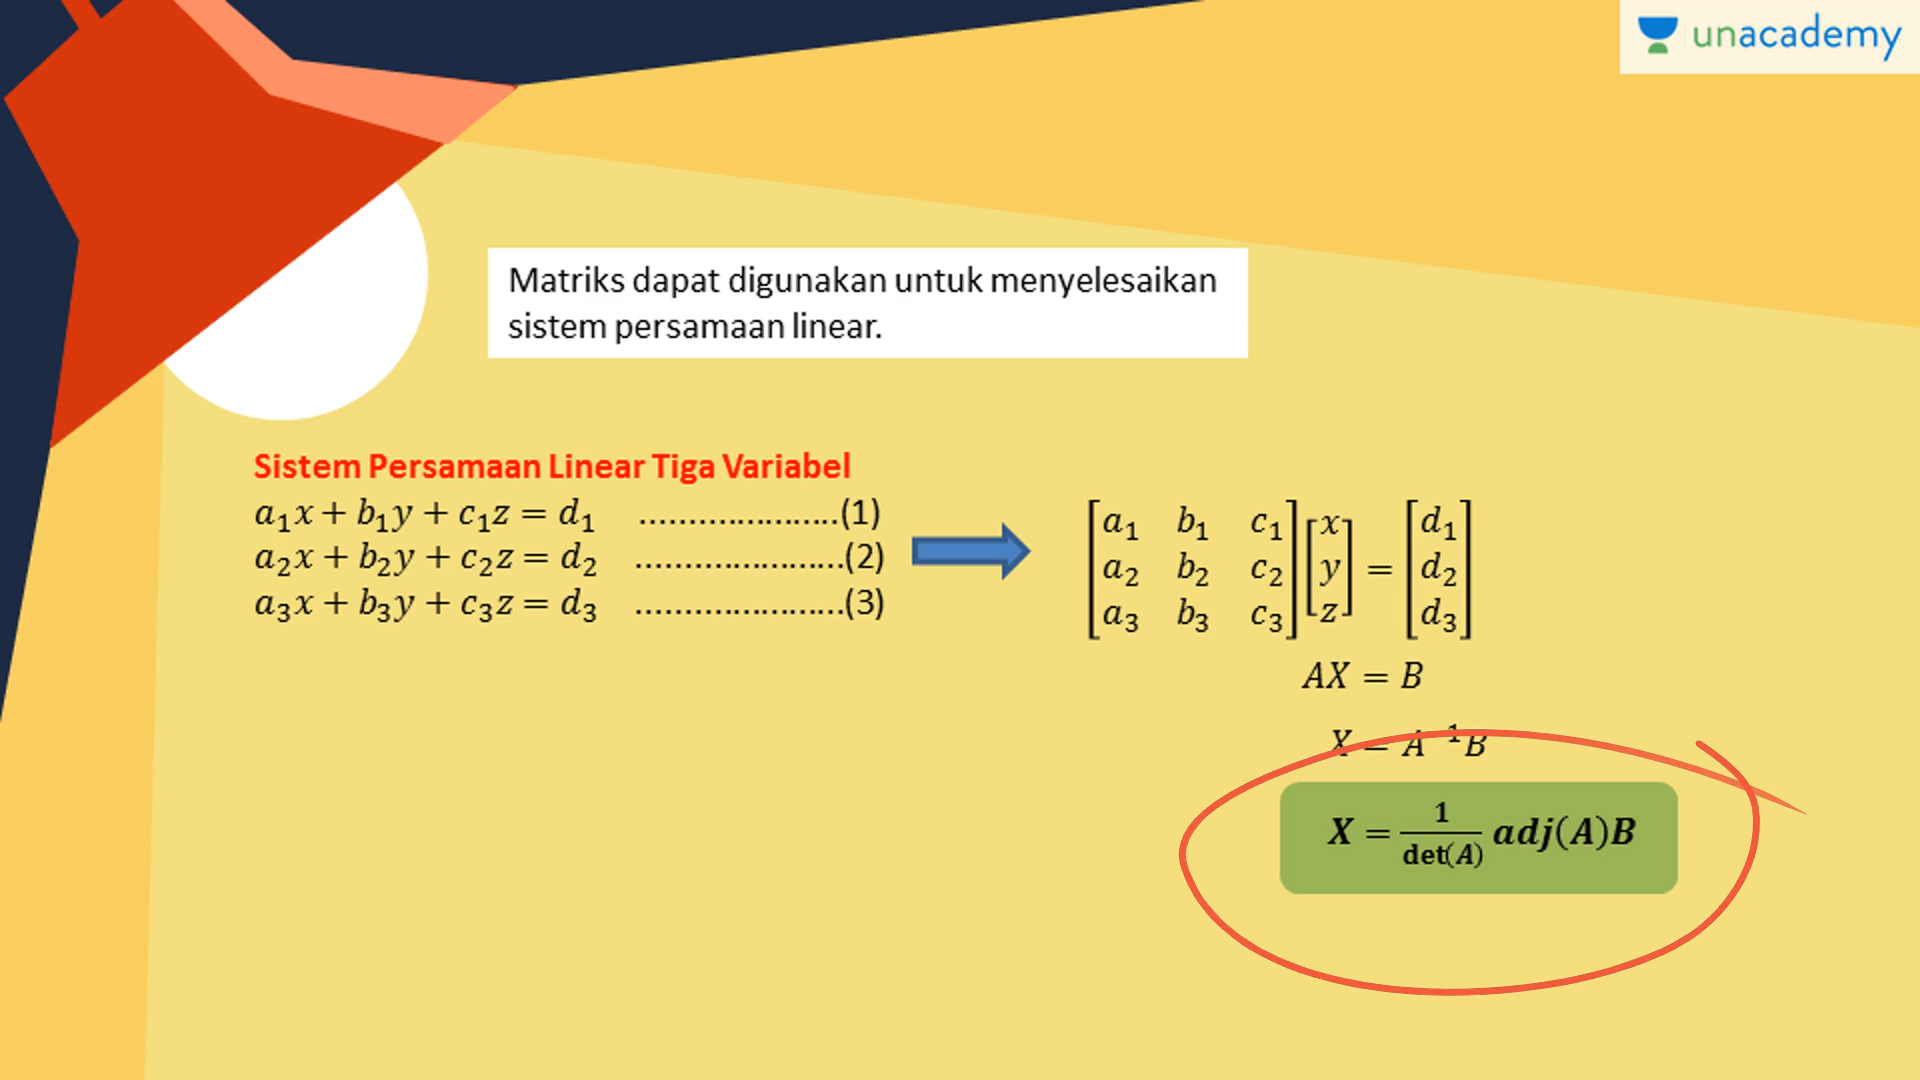 unacademy
Matriks dapat digunakan untuk menyelesaikan
sistem persamaan linear.
Sistem Persamaan Linear Tiga Variabel
a₁x + b₁y + c₁z = d₁ .....................(1)
a₂x + b₂y + c₂z = d₂ .....................(2)
a₃x + b₃y + c₃z = d₃ .....................(3)
[a₁ b₁ c₁] [x] = [d₁]
[a₂ b₂ c₂] [y] = [d₂]
[a₃ b₃ c₃] [z] = [d₃]
AX = B
X = A⁻¹B
X = 1/det(A) adj(A)B